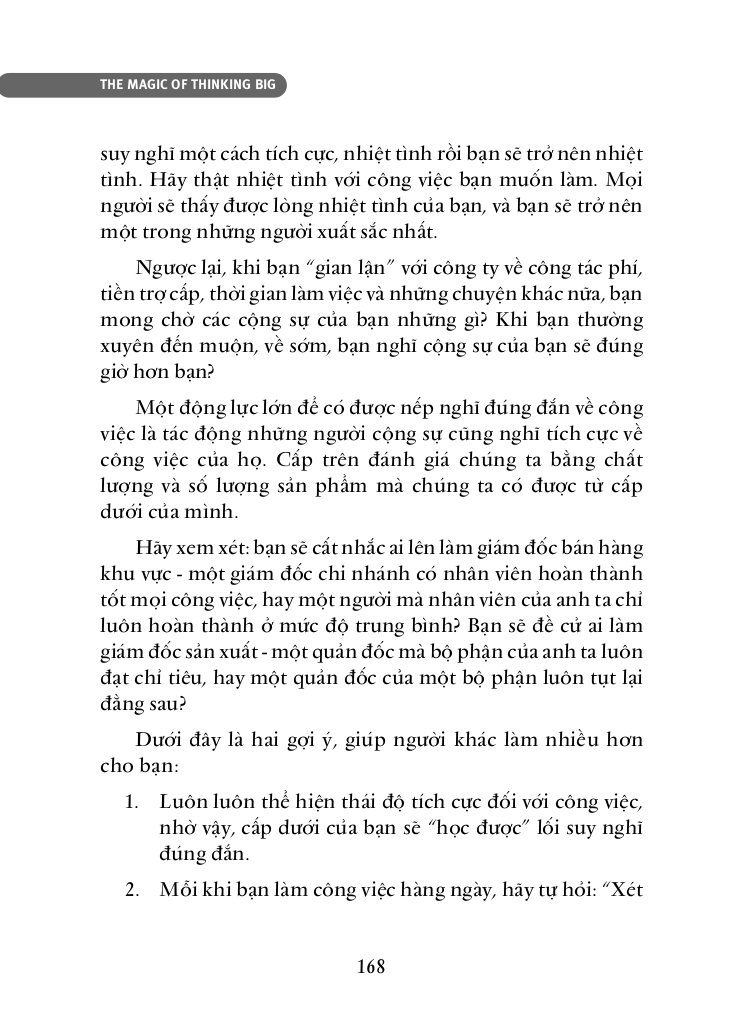 THE MAGIC OF THINKING BIG
suy nghĩ một cách tích cực, nhiệt tình rồi bạn sẽ trở nên nhiệt
tình. Hãy thật nhiệt tình với công việc bạn muốn làm. Mọi
người sẽ thấy được lòng nhiệt tình của bạn, và bạn sẽ trở nên
một trong những người xuất sắc nhất.
Ngược lại, khi bạn “gian lận” với công ty về công tác phí,
tiền trợ cấp, thời gian làm việc và những chuyện khác nữa, bạn
mong chờ các cộng sự của bạn những gì? Khi bạn thường
xuyên đến muộn, về sớm, bạn nghĩ cộng sự của bạn sẽ đúng
giờ hơn bạn?
Một động lực lớn để có được nếp nghĩ đúng đắn về công
việc là tác động những người cộng sự cũng nghĩ tích cực về
công việc của họ. Cấp trên đánh giá chúng ta bằng chất
lượng và số lượng sản phẩm mà chúng ta có được từ cấp
dưới của mình.
Hãy xem xét: bạn sẽ cất nhắc ai lên làm giám đốc bán hàng
khu vực - một giám đốc chi nhánh có nhân viên hoàn thành
tốt mọi công việc, hay một người mà nhân viên của anh ta chỉ
luôn hoàn thành ở mức độ trung bình? Bạn sẽ đề cử ai làm
giám đốc sản xuất - một quản đốc mà bộ phận của anh ta luôn
đạt chỉ tiêu, hay một quản đốc của một bộ phận luôn tụt lại
đằng sau?
Dưới đây là hai gợi ý, giúp người khác làm nhiều hơn
cho bạn:
1. Luôn luôn thể hiện thái độ tích cực đối với công việc,
nhờ vậy, cấp dưới của bạn sẽ “học được” lối suy nghĩ
đúng đắn.
2. Mỗi khi bạn làm công việc hàng ngày, hãy tự hỏi: “Xét
168